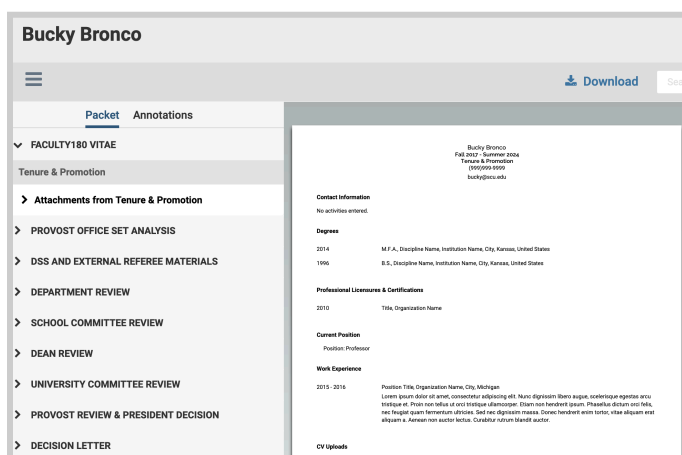 Bucky Bronco
Download
Sea
Packet Annotations
FACULTY180 VITAE
Tenure & Promotion
Attachments from Tenure & Promotion
PROVOST OFFICE SET ANALYSIS
DSS AND EXTERNAL REFEREE MATERIALS
DEPARTMENT REVIEW
SCHOOL COMMITTEE REVIEW
DEAN REVIEW
UNIVERSITY COMMITTEE REVIEW
PROVOST REVIEW & PRESIDENT DECISION
DECISION LETTER
Bucky Bronco
Fall 2017 - Summer 2024
Tenure & Promotion
(999)999-9999
bucky@scu.edu
Contact Information
No activities entered.
Degrees
2014 M.F.A., Discipline Name, Institution Name, City, Kansas, United States
1996 B.S., Discipline Name, Institution Name, City, Kansas, United States
Professional Licensures & Certifications
2010 Title, Organization Name
Current Position
Position: Professor
Work Experience
2015 - 2016 Position Title, Organization Name, City, Michigan
Lorem ipsum dolor sit amet, consectetur adipiscing elit. Nunc dignissim libero augue, scelerisque egestas arcu
tristique et. Proin non tellus ut orci tristique ullamcorper. Etiam non hendrerit ipsum. Phasellus dictum orci felis,
nec feugiat quam fermentum ultricies. Sed nec dignissim massa. Donec hendrerit enim tortor, vitae aliquam erat
aliquam a. Aenean non auctor lectus. Curabitur rutrum blandit auctor.
CV Uploads